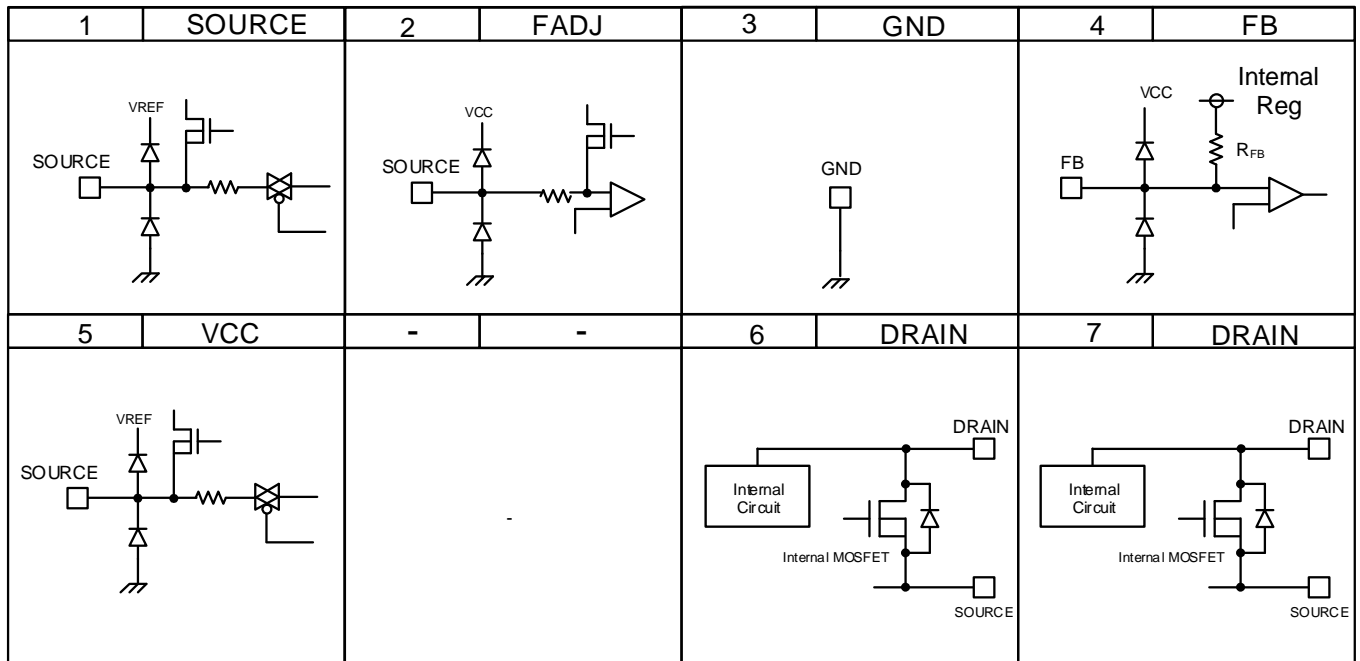 1 SOURCE 2 FADJ 3 GND 4 FB
VREF
SOURCE
VCC
SOURCE
GND
VCC
Internal
Reg
FB
RFB
5 VCC - - 6 DRAIN 7 DRAIN
VREF
SOURCE
-
DRAIN
Internal
Circuit
Internal MOSFET
SOURCE
DRAIN
Internal
Circuit
Internal MOSFET
SOURCE